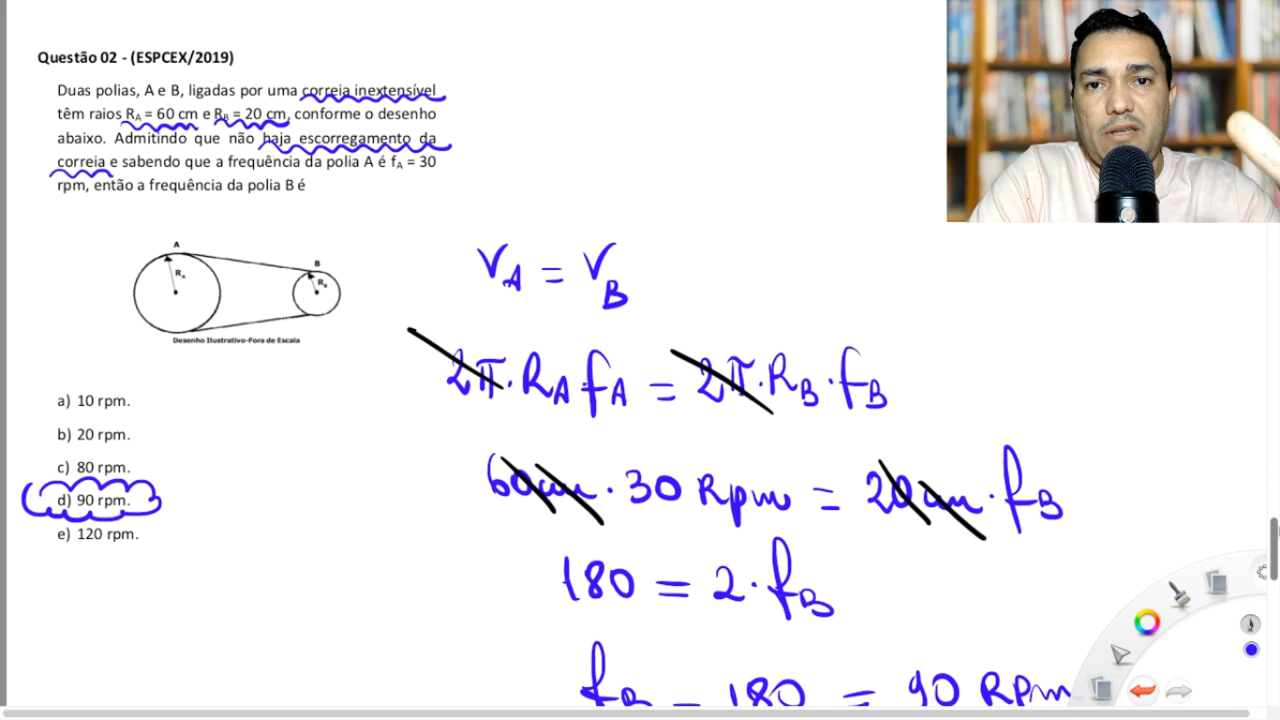 Questão 02 - (ESPCEX/2019)
Duas polias, A e B, ligadas por uma correia inextensível
têm raios RA = 60 cm e RB = 20 cm, conforme o desenho
abaixo. Admitindo que não haja escorregamento da
correia e sabendo que a frequência da polia A é fA = 30
rpm, então a frequência da polia B é
A
B
RA
RB
Desenho Ilustrativo-Fora de Escala
a) 10 rpm.
b) 20 rpm.
c) 80 rpm.
d) 90 rpm.
e) 120 rpm.
VA = VB
2π.RA fA = 2π.RB.fB
60cm . 30 Rpm = 20cm . fB
180 = 2.fB
fB = 180 = 90 RPm